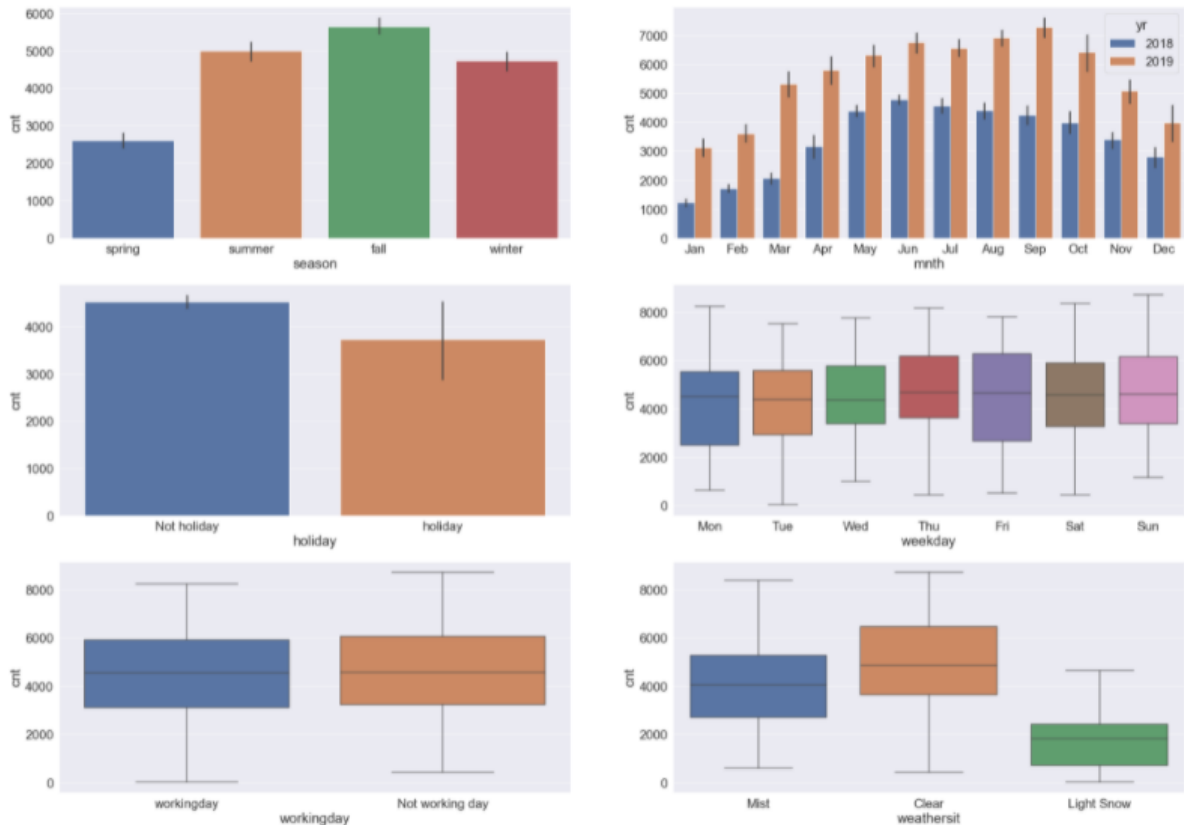 6000
5000
4000
3000
2000
1000
0
cnt
spring summer fall winter
season
7000
6000
5000
4000
3000
2000
1000
0
cnt
yr
2018
2019
Jan Feb Mar Apr May Jun Jul Aug Sep Oct Nov Dec
mnth
4000
3000
2000
1000
0
cnt
Not holiday holiday
holiday
8000
6000
4000
2000
0
cnt
Mon Tue Wed Thu Fri Sat Sun
weekday
8000
6000
4000
2000
0
cnt
workingday Not working day
workingday
8000
6000
4000
2000
0
cnt
Mist Clear Light Snow
weathersit